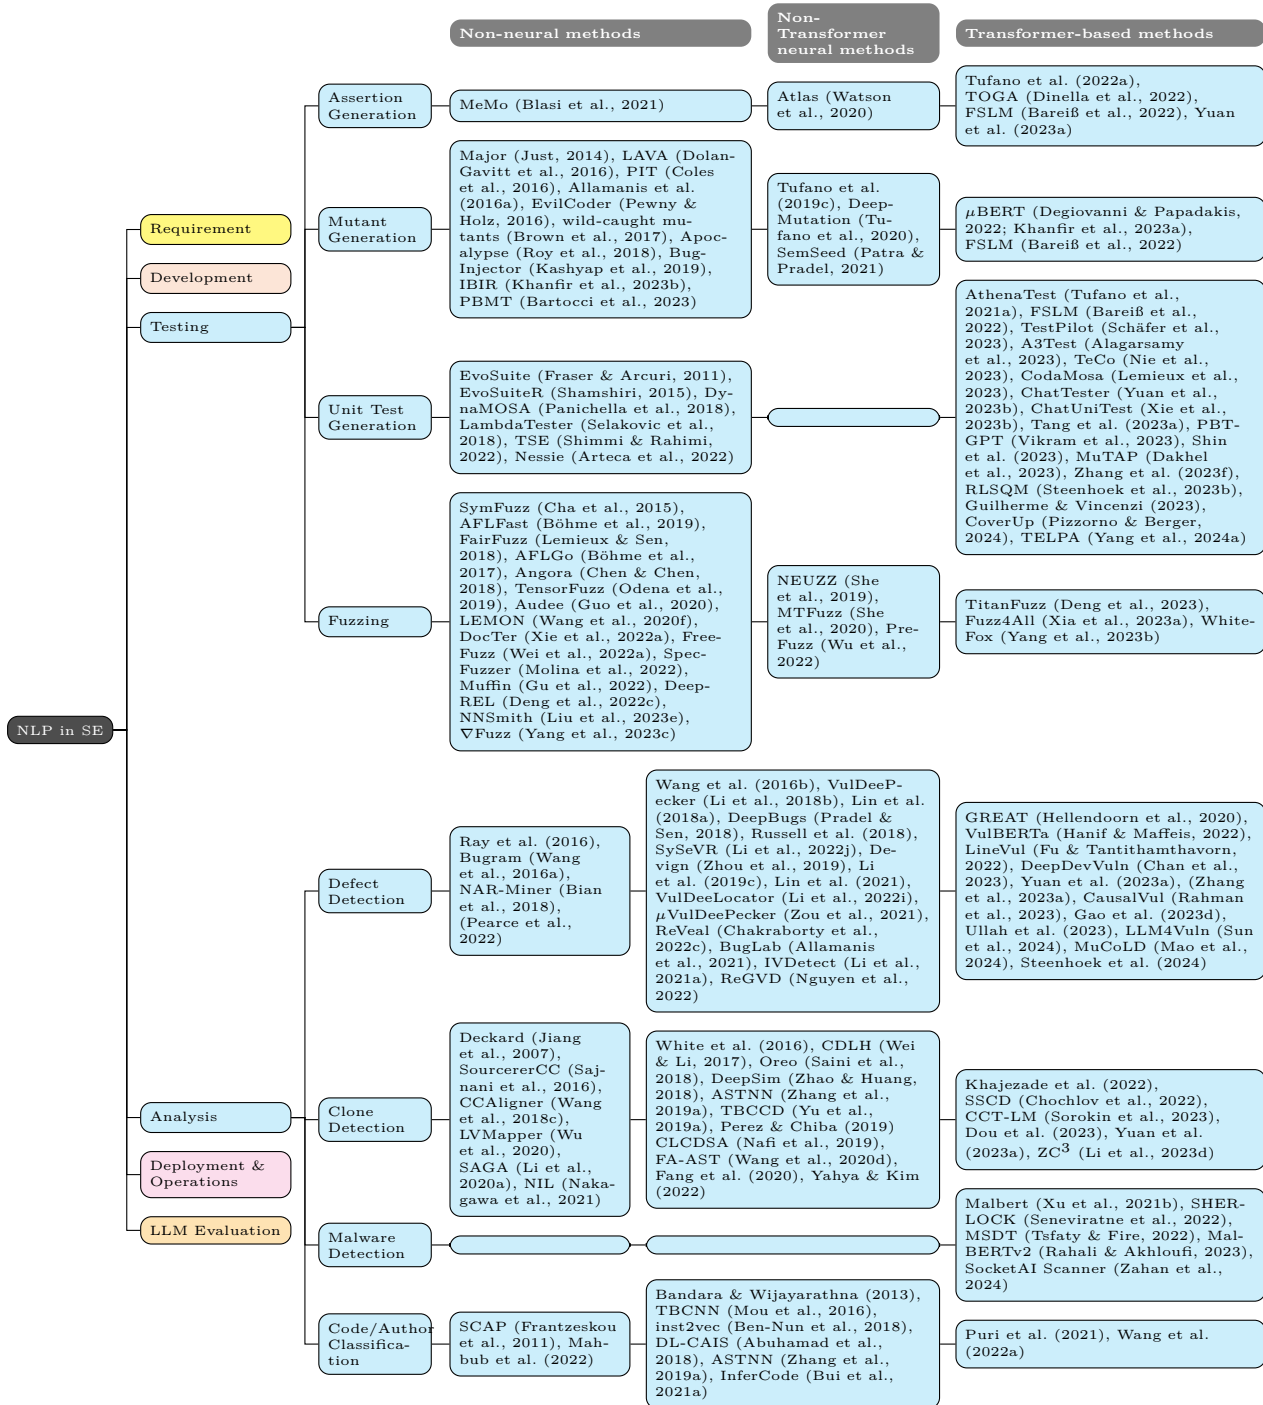 Non-neural methods
Non-
Transformer
neural methods
Transformer-based methods
Assertion
Generation
MeMo (Blasi et al., 2021)
Atlas (Watson
et al., 2020)
Tufano et al. (2022a),
TOGA (Dinella et al., 2022),
FSLM (Bareiß et al., 2022), Yuan
et al. (2023a)
Mutant
Generation
Major (Just, 2014), LAVA (Dolan-
Gavitt et al., 2016), PIT (Coles
et al., 2016), Allamanis et al.
(2016a), EvilCoder (Pewny &
Holz, 2016), wild-caught mu-
tants (Brown et al., 2017), Apoc-
alypse (Roy et al., 2018), Bug-
Injector (Kashyap et al., 2019),
IBIR (Khanfir et al., 2023b),
PBMT (Bartocci et al., 2023)
Tufano et al.
(2019c), Deep-
Mutation (Tu-
fano et al., 2020),
SemSeed (Patra &
Pradel, 2021)
μBERT (Degiovanni & Papadakis,
2022; Khanfir et al., 2023a),
FSLM (Bareiß et al., 2022)
Requirement
Development
Testing
Unit Test
Generation
EvoSuite (Fraser & Arcuri, 2011),
EvoSuiteR (Shamshiri, 2015), Dy-
naMOSA (Panichella et al., 2018),
LambdaTester (Selakovic et al.,
2018), TSE (Shimmi & Rahimi,
2022), Nessie (Arteca et al., 2022)
AthenaTest (Tufano et al.,
2021a), FSLM (Bareiß et al.,
2022), TestPilot (Schäfer et al.,
2023), A3Test (Alagarsamy
et al., 2023), TeCo (Nie et al.,
2023), CodaMosa (Lemieux et al.,
2023), ChatTester (Yuan et al.,
2023b), ChatUniTest (Xie et al.,
2023b), Tang et al. (2023a), PBT-
GPT (Vikram et al., 2023), Shin
et al. (2023), MuTAP (Dakhel
et al., 2023), Zhang et al. (2023f),
RLSQM (Steenhoek et al., 2023b),
Guilherme & Vincenzi (2023),
CoverUp (Pizzorno & Berger,
2024), TELPA (Yang et al., 2024a)
Fuzzing
SymFuzz (Cha et al., 2015),
AFLFast (Böhme et al., 2019),
FairFuzz (Lemieux & Sen,
2018), AFLGo (Böhme et al.,
2017), Angora (Chen & Chen,
2018), TensorFuzz (Odena et al.,
2019), Audee (Guo et al., 2020),
LEMON (Wang et al., 2020f),
DocTer (Xie et al., 2022a), Free-
Fuzz (Wei et al., 2022a), Spec-
Fuzzer (Molina et al., 2022),
Muffin (Gu et al., 2022), Deep-
REL (Deng et al., 2022c),
NNSmith (Liu et al., 2023e),
∇Fuzz (Yang et al., 2023c)
NEUZZ (She
et al., 2019),
MTFuzz (She
et al., 2020), Pre-
Fuzz (Wu et al.,
2022)
TitanFuzz (Deng et al., 2023),
Fuzz4All (Xia et al., 2023a), White-
Fox (Yang et al., 2023b)
NLP in SE
Defect
Detection
Ray et al. (2016),
Bugram (Wang
et al., 2016a),
NAR-Miner (Bian
et al., 2018),
(Pearce et al.,
2022)
Wang et al. (2016b), VulDeeP-
ecker (Li et al., 2018b), Lin et al.
(2018a), DeepBugs (Pradel &
Sen, 2018), Russell et al. (2018),
SySeVR (Li et al., 2022j), De-
vign (Zhou et al., 2019), Li
et al. (2019c), Lin et al. (2021),
VulDeeLocator (Li et al., 2022i),
μVulDeePecker (Zou et al., 2021),
ReVeal (Chakraborty et al.,
2022c), BugLab (Allamanis
et al., 2021), IVDetect (Li et al.,
2021a), ReGVD (Nguyen et al.,
2022)
GREAT (Hellendoorn et al., 2020),
VulBERTa (Hanif & Maffeis, 2022),
LineVul (Fu & Tantithamthavorn,
2022), DeepDevVuln (Chan et al.,
2023), Yuan et al. (2023a), (Zhang
et al., 2023a), CausalVul (Rahman
et al., 2023), Gao et al. (2023d),
Ullah et al. (2023), LLM4Vuln (Sun
et al., 2024), MuCoLD (Mao et al.,
2024), Steenhoek et al. (2024)
Analysis
Deployment &
Operations
LLM Evaluation
Clone
Detection
Deckard (Jiang
et al., 2007),
SourcererCC (Saj-
nani et al., 2016),
CCAligner (Wang
et al., 2018c),
LVMapper (Wu
et al., 2020),
SAGA (Li et al.,
2020a), NIL (Naka-
gawa et al., 2021)
White et al. (2016), CDLH (Wei
& Li, 2017), Oreo (Saini et al.,
2018), DeepSim (Zhao & Huang,
2018), ASTNN (Zhang et al.,
2019a), TBCCD (Yu et al.,
2019a), Perez & Chiba (2019)
CLCDSA (Nafi et al., 2019),
FA-AST (Wang et al., 2020d),
Fang et al. (2020), Yahya & Kim
(2022)
Khajezade et al. (2022),
SSCD (Chochlov et al., 2022),
CCT-LM (Sorokin et al., 2023),
Dou et al. (2023), Yuan et al.
(2023a), ZC³ (Li et al., 2023d)
Malware
Detection
Malbert (Xu et al., 2021b), SHER-
LOCK (Seneviratne et al., 2022),
MSDT (Tsfaty & Fire, 2022), Mal-
BERTv2 (Rahali & Akhloufi, 2023),
SocketAI Scanner (Zahan et al.,
2024)
Code/Author
Classifica-
tion
SCAP (Frantzeskou
et al., 2011), Mah-
bub et al. (2022)
Bandara & Wijayarathna (2013),
TBCNN (Mou et al., 2016),
inst2vec (Ben-Nun et al., 2018),
DL-CAIS (Abuhamad et al.,
2018), ASTNN (Zhang et al.,
2019a), InferCode (Bui et al.,
2021a)
Puri et al. (2021), Wang et al.
(2022a)